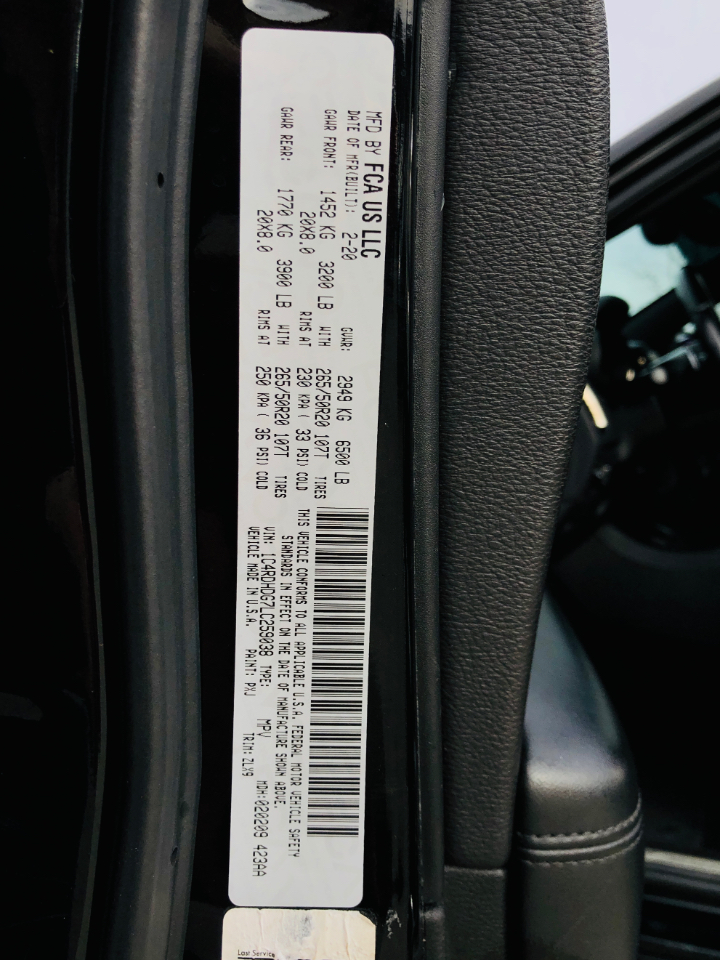 MFD BY FCA US LLC
DATE OF MFR(BUILT): 2-20 GVWR: 2949 KG 6500 LB
GAWR FRONT: 1452 KG 3200 LB WITH 265/50R20 107T TIRES
20X8.0 RIMS AT 230 KPA ( 33 PSI) COLD
GAWR REAR: 1770 KG 3900 LB WITH 265/50R20 107T TIRES
20X8.0 RIMS AT 250 KPA ( 36 PSI) COLD
THIS VEHICLE CONFORMS TO ALL APPLICABLE U.S.A. FEDERAL MOTOR VEHICLE SAFETY
STANDARDS IN EFFECT ON THE DATE OF MANUFACTURE SHOWN ABOVE.
VIN: 1C4RDHDG7LC259038 TYPE: MPV MDH:020209 423AA
VEHICLE MADE IN U.S.A. PAINT: PXJ TRIM: ZLX9
Last Service